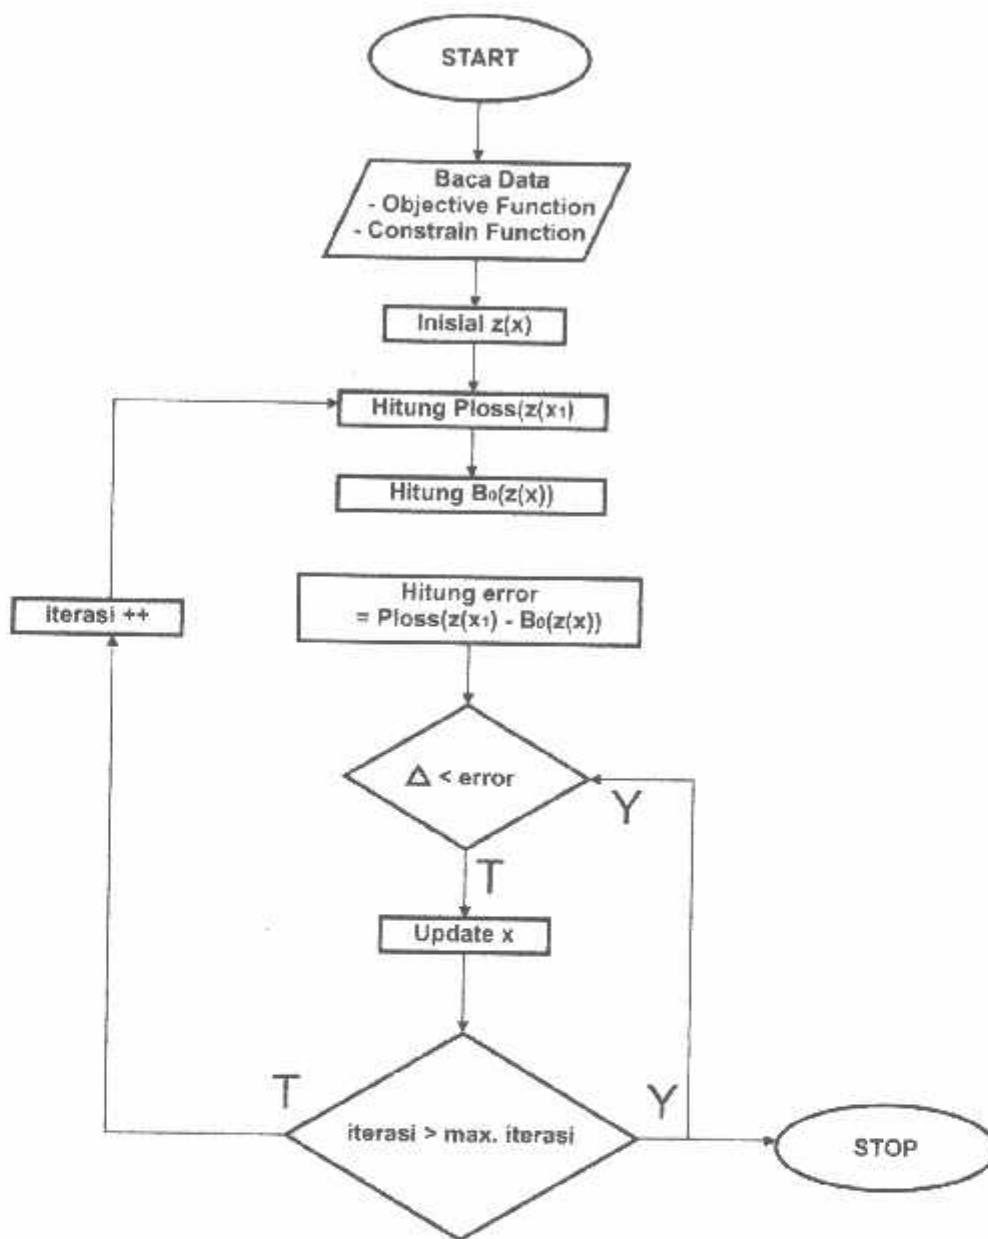 START
Baca Data
- Objective Function
- Constrain Function
Inisial z(x)
Hitung Ploss(z(x₁)
Hitung B₀(z(x))
Hitung error
= Ploss(z(x₁) - B₀(z(x))
iterasi ++
△ < error
Y
T
Update x
T
iterasi > max. iterasi
Y
STOP